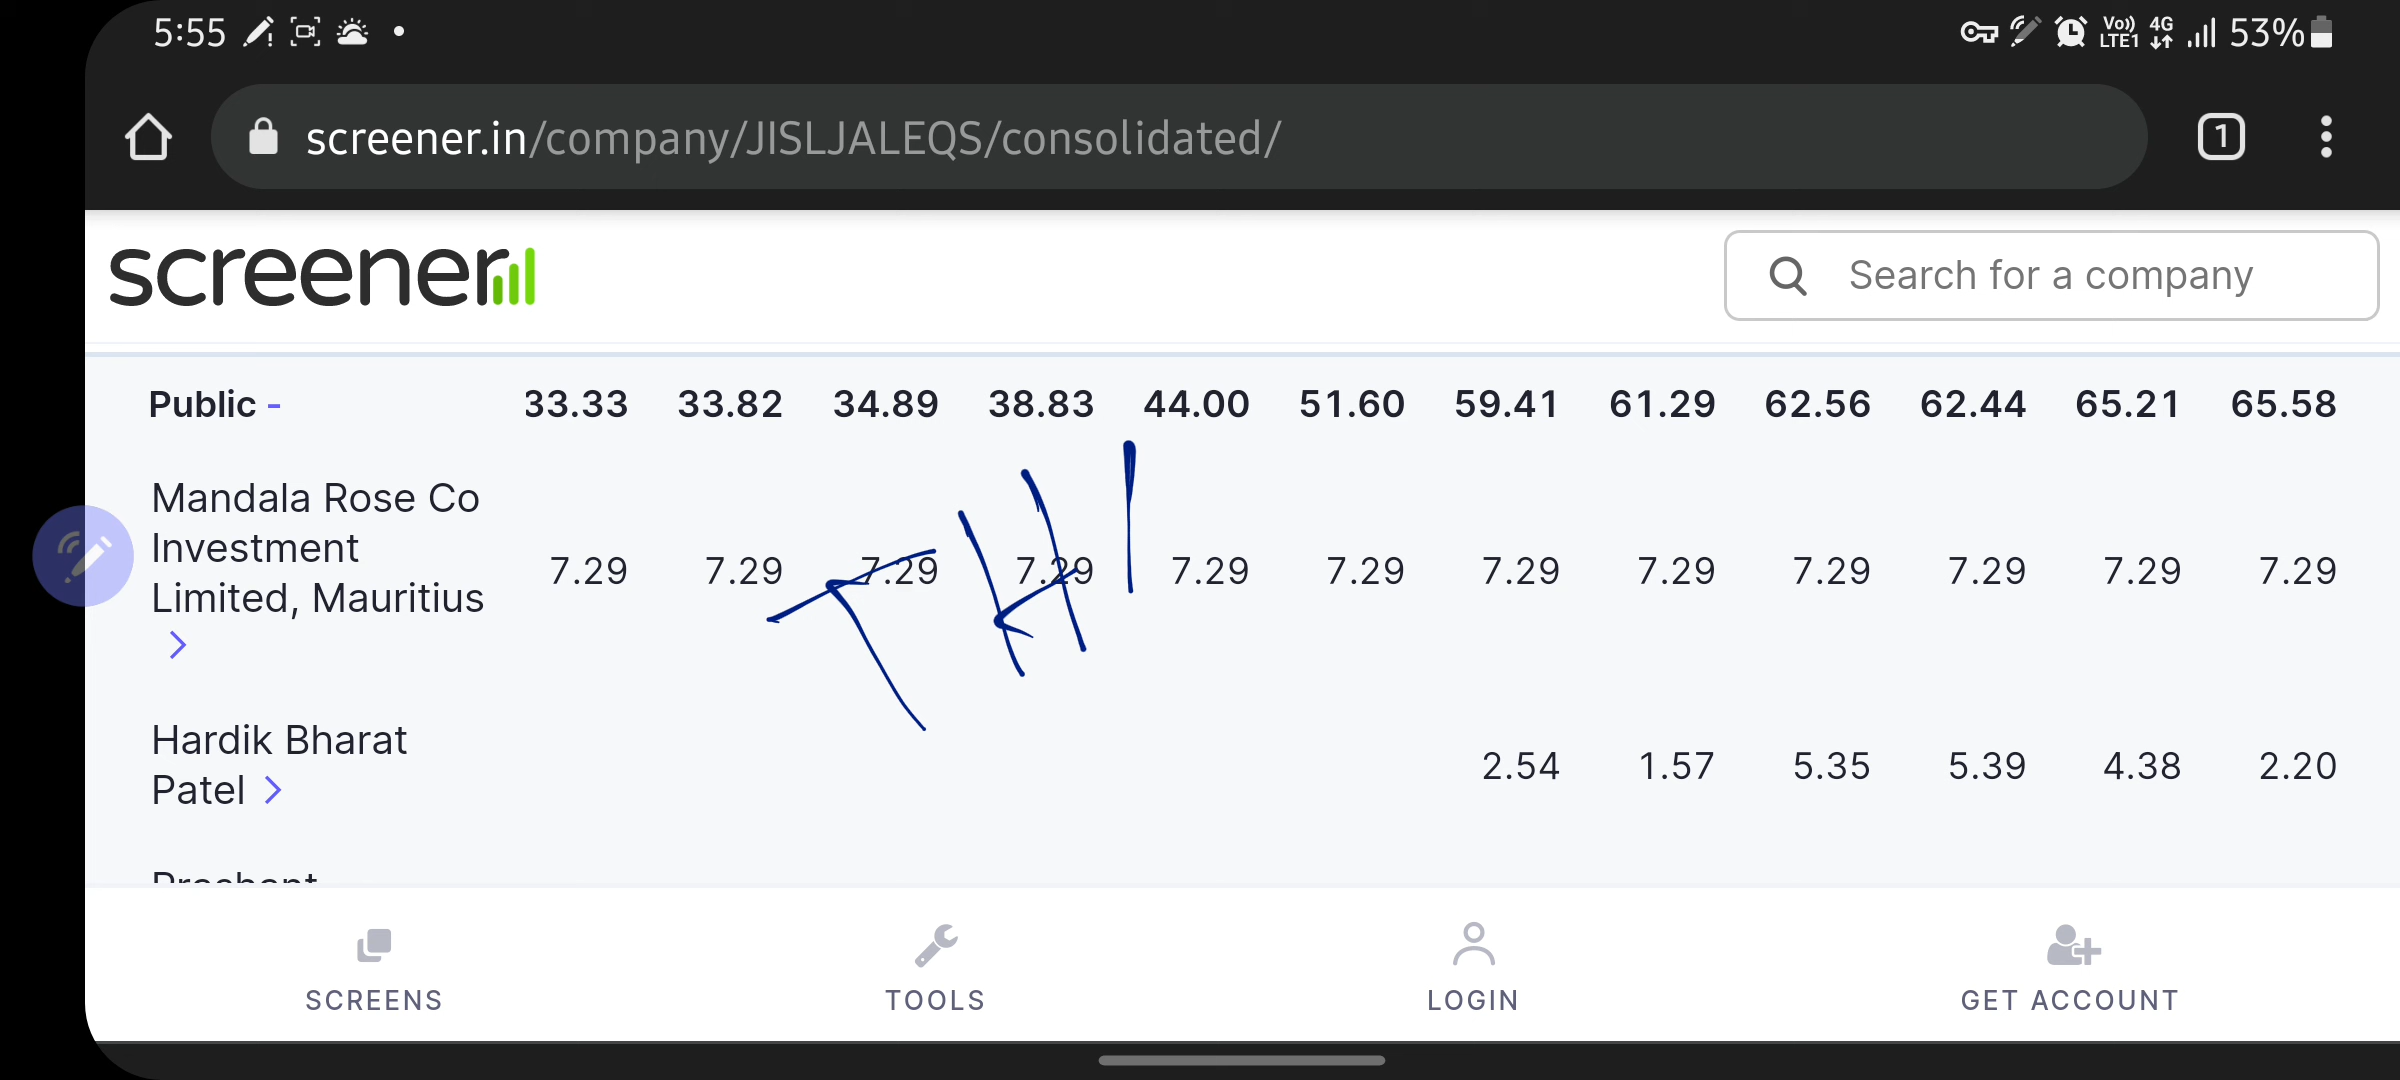 5:55 Vo)) LTE1 4G 53%
screener.in/company/JISLJALEQS/consolidated/ 1
screener Search for a company
Public - 33.33 33.82 34.89 38.83 44.00 51.60 59.41 61.29 62.56 62.44 65.21 65.58
Mandala Rose Co
Investment
Limited, Mauritius
7.29 7.29 7.29 7.29 7.29 7.29 7.29 7.29 7.29 7.29 7.29 7.29
THI
Hardik Bharat
Patel
2.54 1.57 5.35 5.39 4.38 2.20
SCREENS TOOLS LOGIN GET ACCOUNT